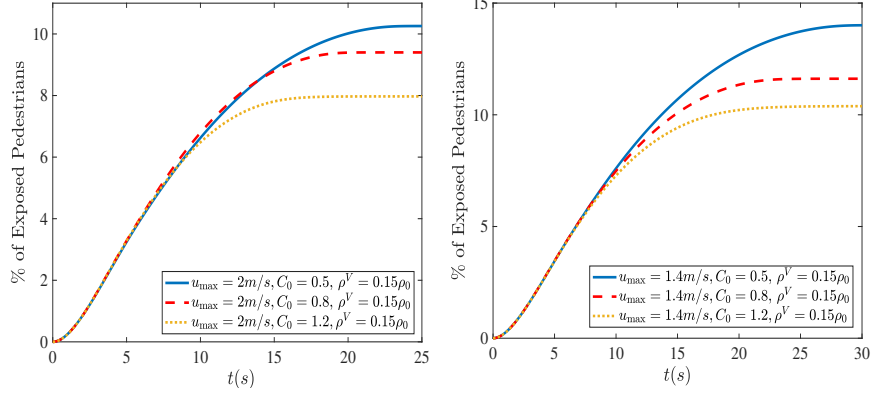 % of Exposed Pedestrians
10
8
6
4
2
0
u_max = 2m/s, C_0 = 0.5, ρ^V = 0.15ρ_0
u_max = 2m/s, C_0 = 0.8, ρ^V = 0.15ρ_0
u_max = 2m/s, C_0 = 1.2, ρ^V = 0.15ρ_0
0 5 10 15 20 25
t(s)
% of Exposed Pedestrians
15
10
5
0
u_max = 1.4m/s, C_0 = 0.5, ρ^V = 0.15ρ_0
u_max = 1.4m/s, C_0 = 0.8, ρ^V = 0.15ρ_0
u_max = 1.4m/s, C_0 = 1.2, ρ^V = 0.15ρ_0
0 5 10 15 20 25 30
t(s)